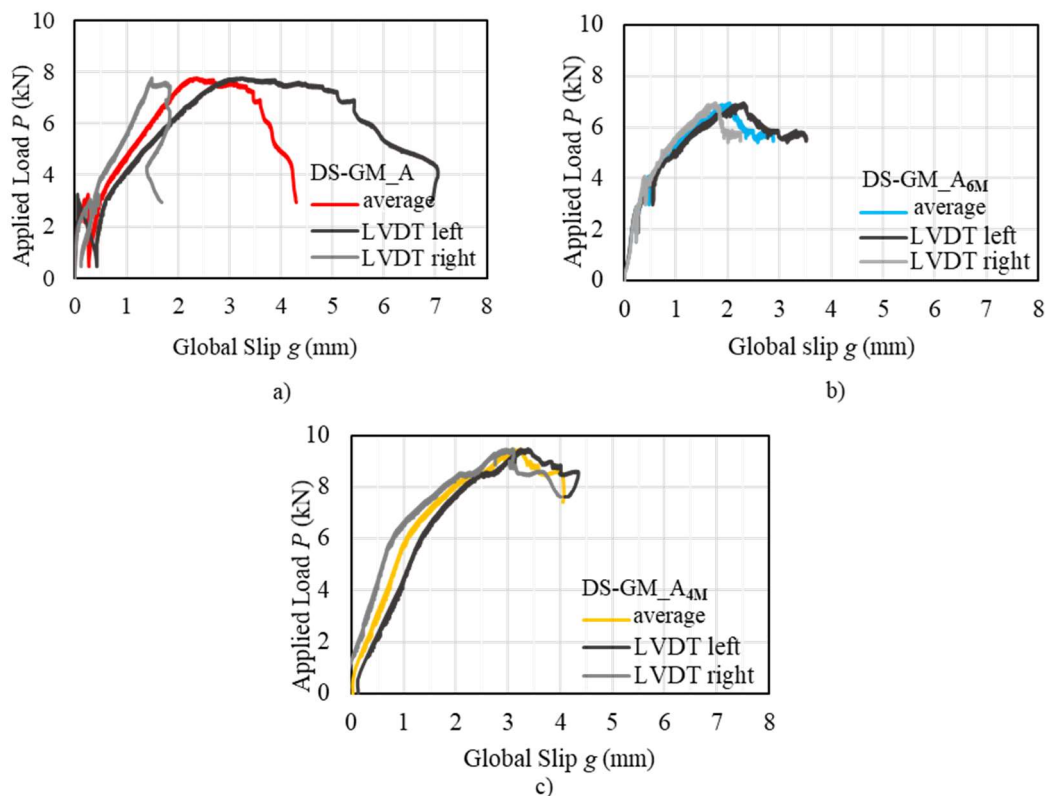 10
8
6
4
2
0
Applied Load P (kN)
DS-GM_A
average
LVDT left
LVDT right
0 1 2 3 4 5 6 7 8
Global Slip g (mm)
a)
10
8
6
4
2
0
Applied Load P (kN)
DS-GM_A6M
average
LVDT left
LVDT right
0 1 2 3 4 5 6 7 8
Global slip g (mm)
b)
10
8
6
4
2
0
Applied Load P (kN)
DS-GM_A4M
average
LVDT left
LVDT right
0 1 2 3 4 5 6 7 8
Global Slip g (mm)
c)